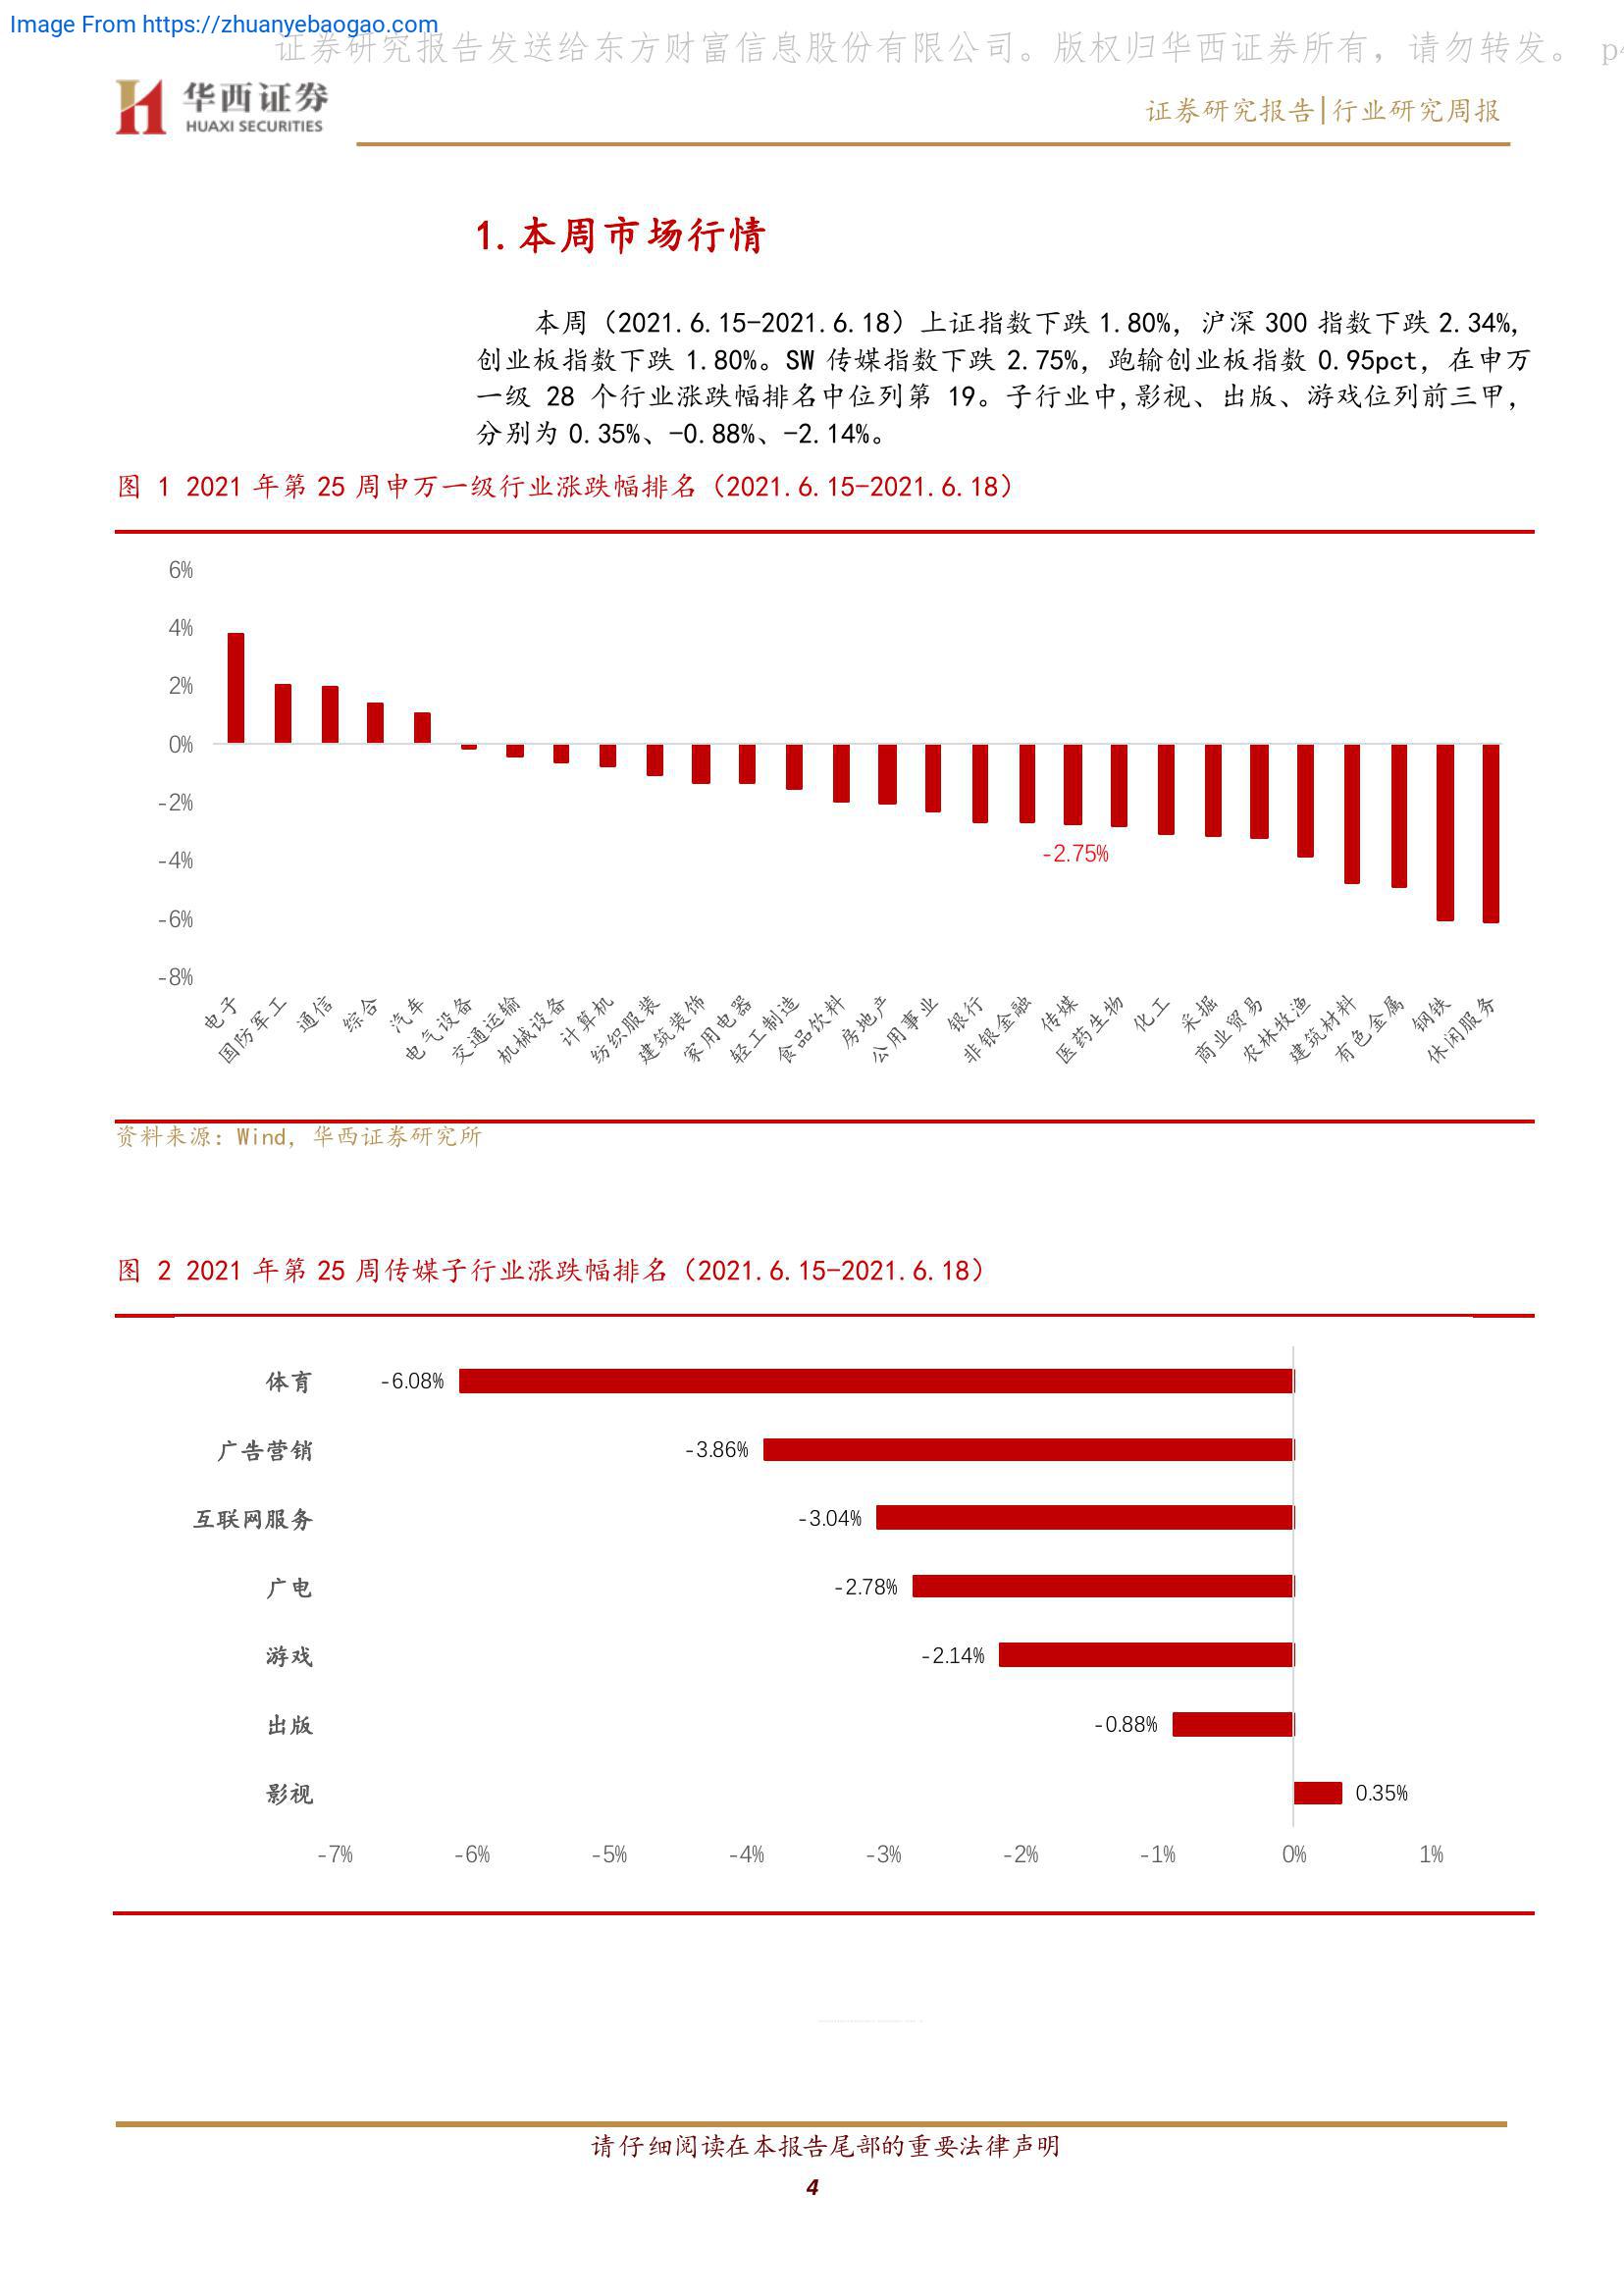 Image From https://zhuanyebaogao.com
证券研究报告发送给东方财富信息股份有限公司。版权归华西证券所有，请勿转发。 p4
华西证券
HUAXI SECURITIES
证券研究报告|行业研究周报
1.本周市场行情
本周（2021.6.15-2021.6.18）上证指数下跌 1.80%，沪深 300 指数下跌 2.34%，
创业板指数下跌 1.80%。SW 传媒指数下跌 2.75%，跑输创业板指数 0.95pct，在申万
一级 28 个行业涨跌幅排名中位列第 19。子行业中,影视、出版、游戏位列前三甲，
分别为 0.35%、-0.88%、-2.14%。
图 1 2021 年第 25 周申万一级行业涨跌幅排名（2021.6.15-2021.6.18）
6%
4%
2%
0%
-2%
-4%
-6%
-8%
-2.75%
电子
国防军工
通信
综合
汽车
电气设备
交通运输
机械设备
计算机
纺织服装
建筑装饰
家用电器
轻工制造
食品饮料
房地产
公用事业
银行
非银金融
传媒
医药生物
化工
采掘
商业贸易
农林牧渔
建筑材料
有色金属
钢铁
休闲服务
资料来源：Wind，华西证券研究所
图 2 2021 年第 25 周传媒子行业涨跌幅排名（2021.6.15-2021.6.18）
体育 -6.08%
广告营销 -3.86%
互联网服务 -3.04%
广电 -2.78%
游戏 -2.14%
出版 -0.88%
影视 0.35%
-7% -6% -5% -4% -3% -2% -1% 0% 1%
请仔细阅读在本报告尾部的重要法律声明
4